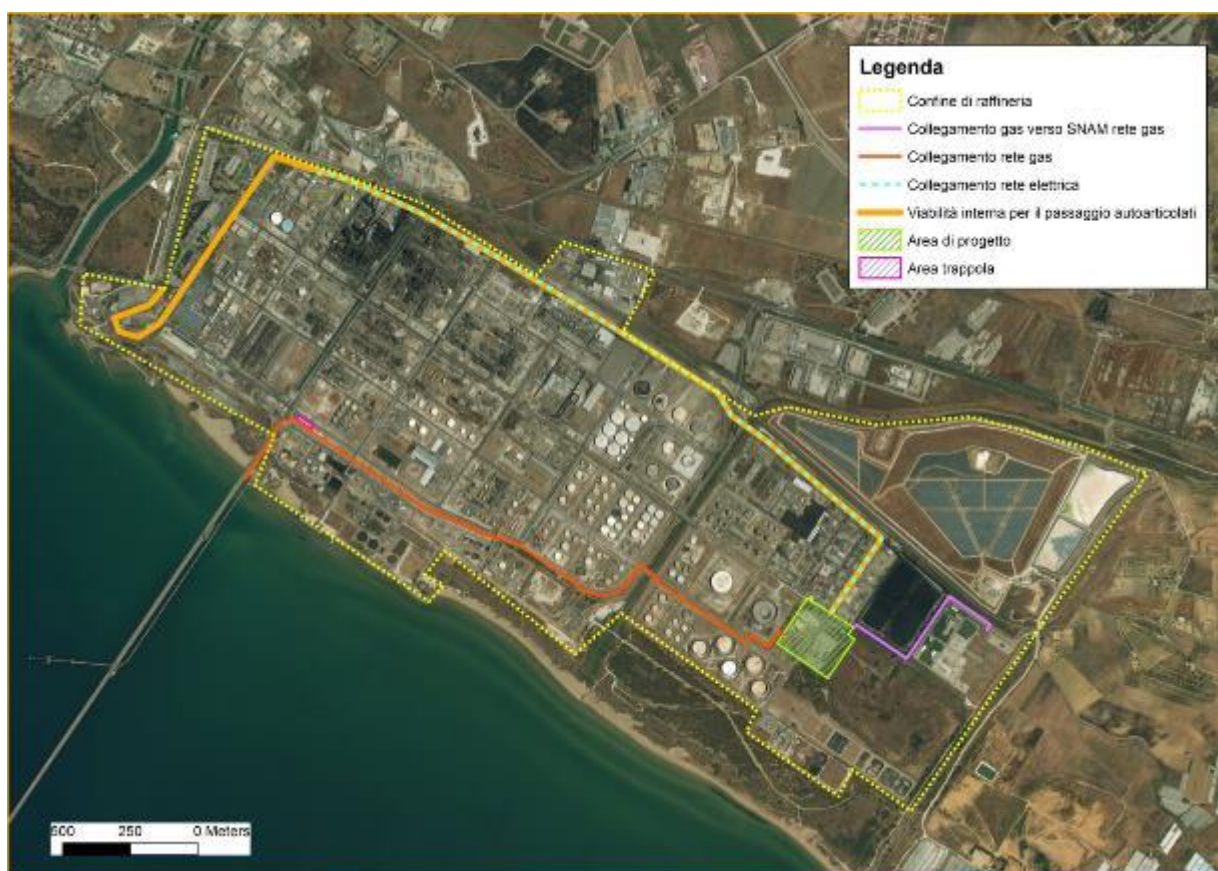 Legenda
Confine di raffineria
Collegamento gas verso SNAM rete gas
Collegamento rete gas
Collegamento rete elettrica
Viabilità interna per il passaggio autoarticolati
Area di progetto
Area trappola
500 250 0 Meters